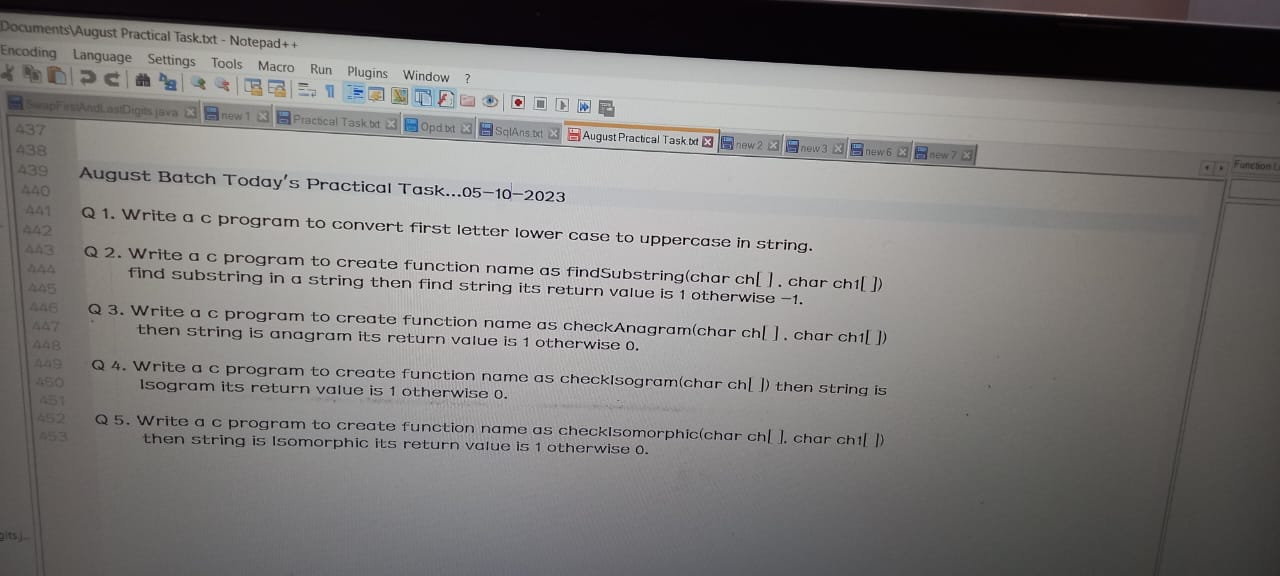 Documents\August Practical Task.txt - Notepad++
Encoding Language Settings Tools Macro Run Plugins Window ?
SwapFirstAndLastDigits.java new 1 Practical Task.txt Opd.txt SqlAns.txt August Practical Task.txt new 2 new 3 new 6 new 7
Function L
437
438
439 August Batch Today's Practical Task...05-10-2023
440
441 Q 1. Write a c program to convert first letter lower case to uppercase in string.
442
443 Q 2. Write a c program to create function name as findSubstring(char ch[ ] , char ch1[ ])
444 find substring in a string then find string its return value is 1 otherwise -1.
445
446 Q 3. Write a c program to create function name as checkAnagram(char ch[ ] , char ch1[ ])
447 then string is anagram its return value is 1 otherwise 0.
448
449 Q 4. Write a c program to create function name as checkIsogram(char ch[ ]) then string is
450 Isogram its return value is 1 otherwise 0.
451
452 Q 5. Write a c program to create function name as checkIsomorphic(char ch[ ], char ch1[ ])
453 then string is Isomorphic its return value is 1 otherwise 0.
gits.j...